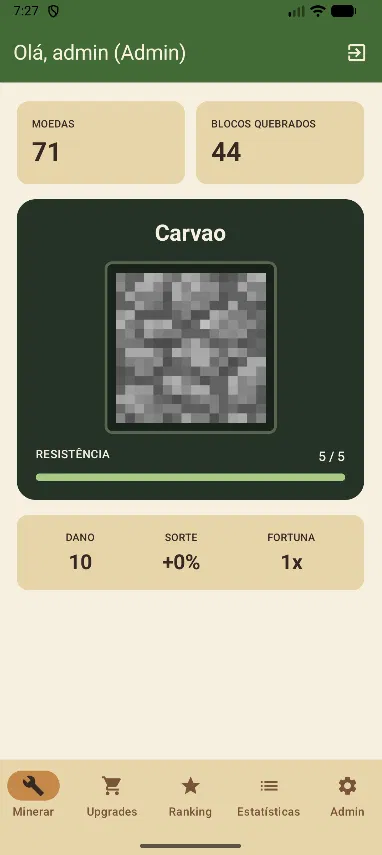 7:27
Olá, admin (Admin)
MOEDAS
71
BLOCOS QUEBRADOS
44
Carvao
RESISTÊNCIA
5 / 5
DANO
10
SORTE
+0%
FORTUNA
1x
Minerar
Upgrades
Ranking
Estatísticas
Admin